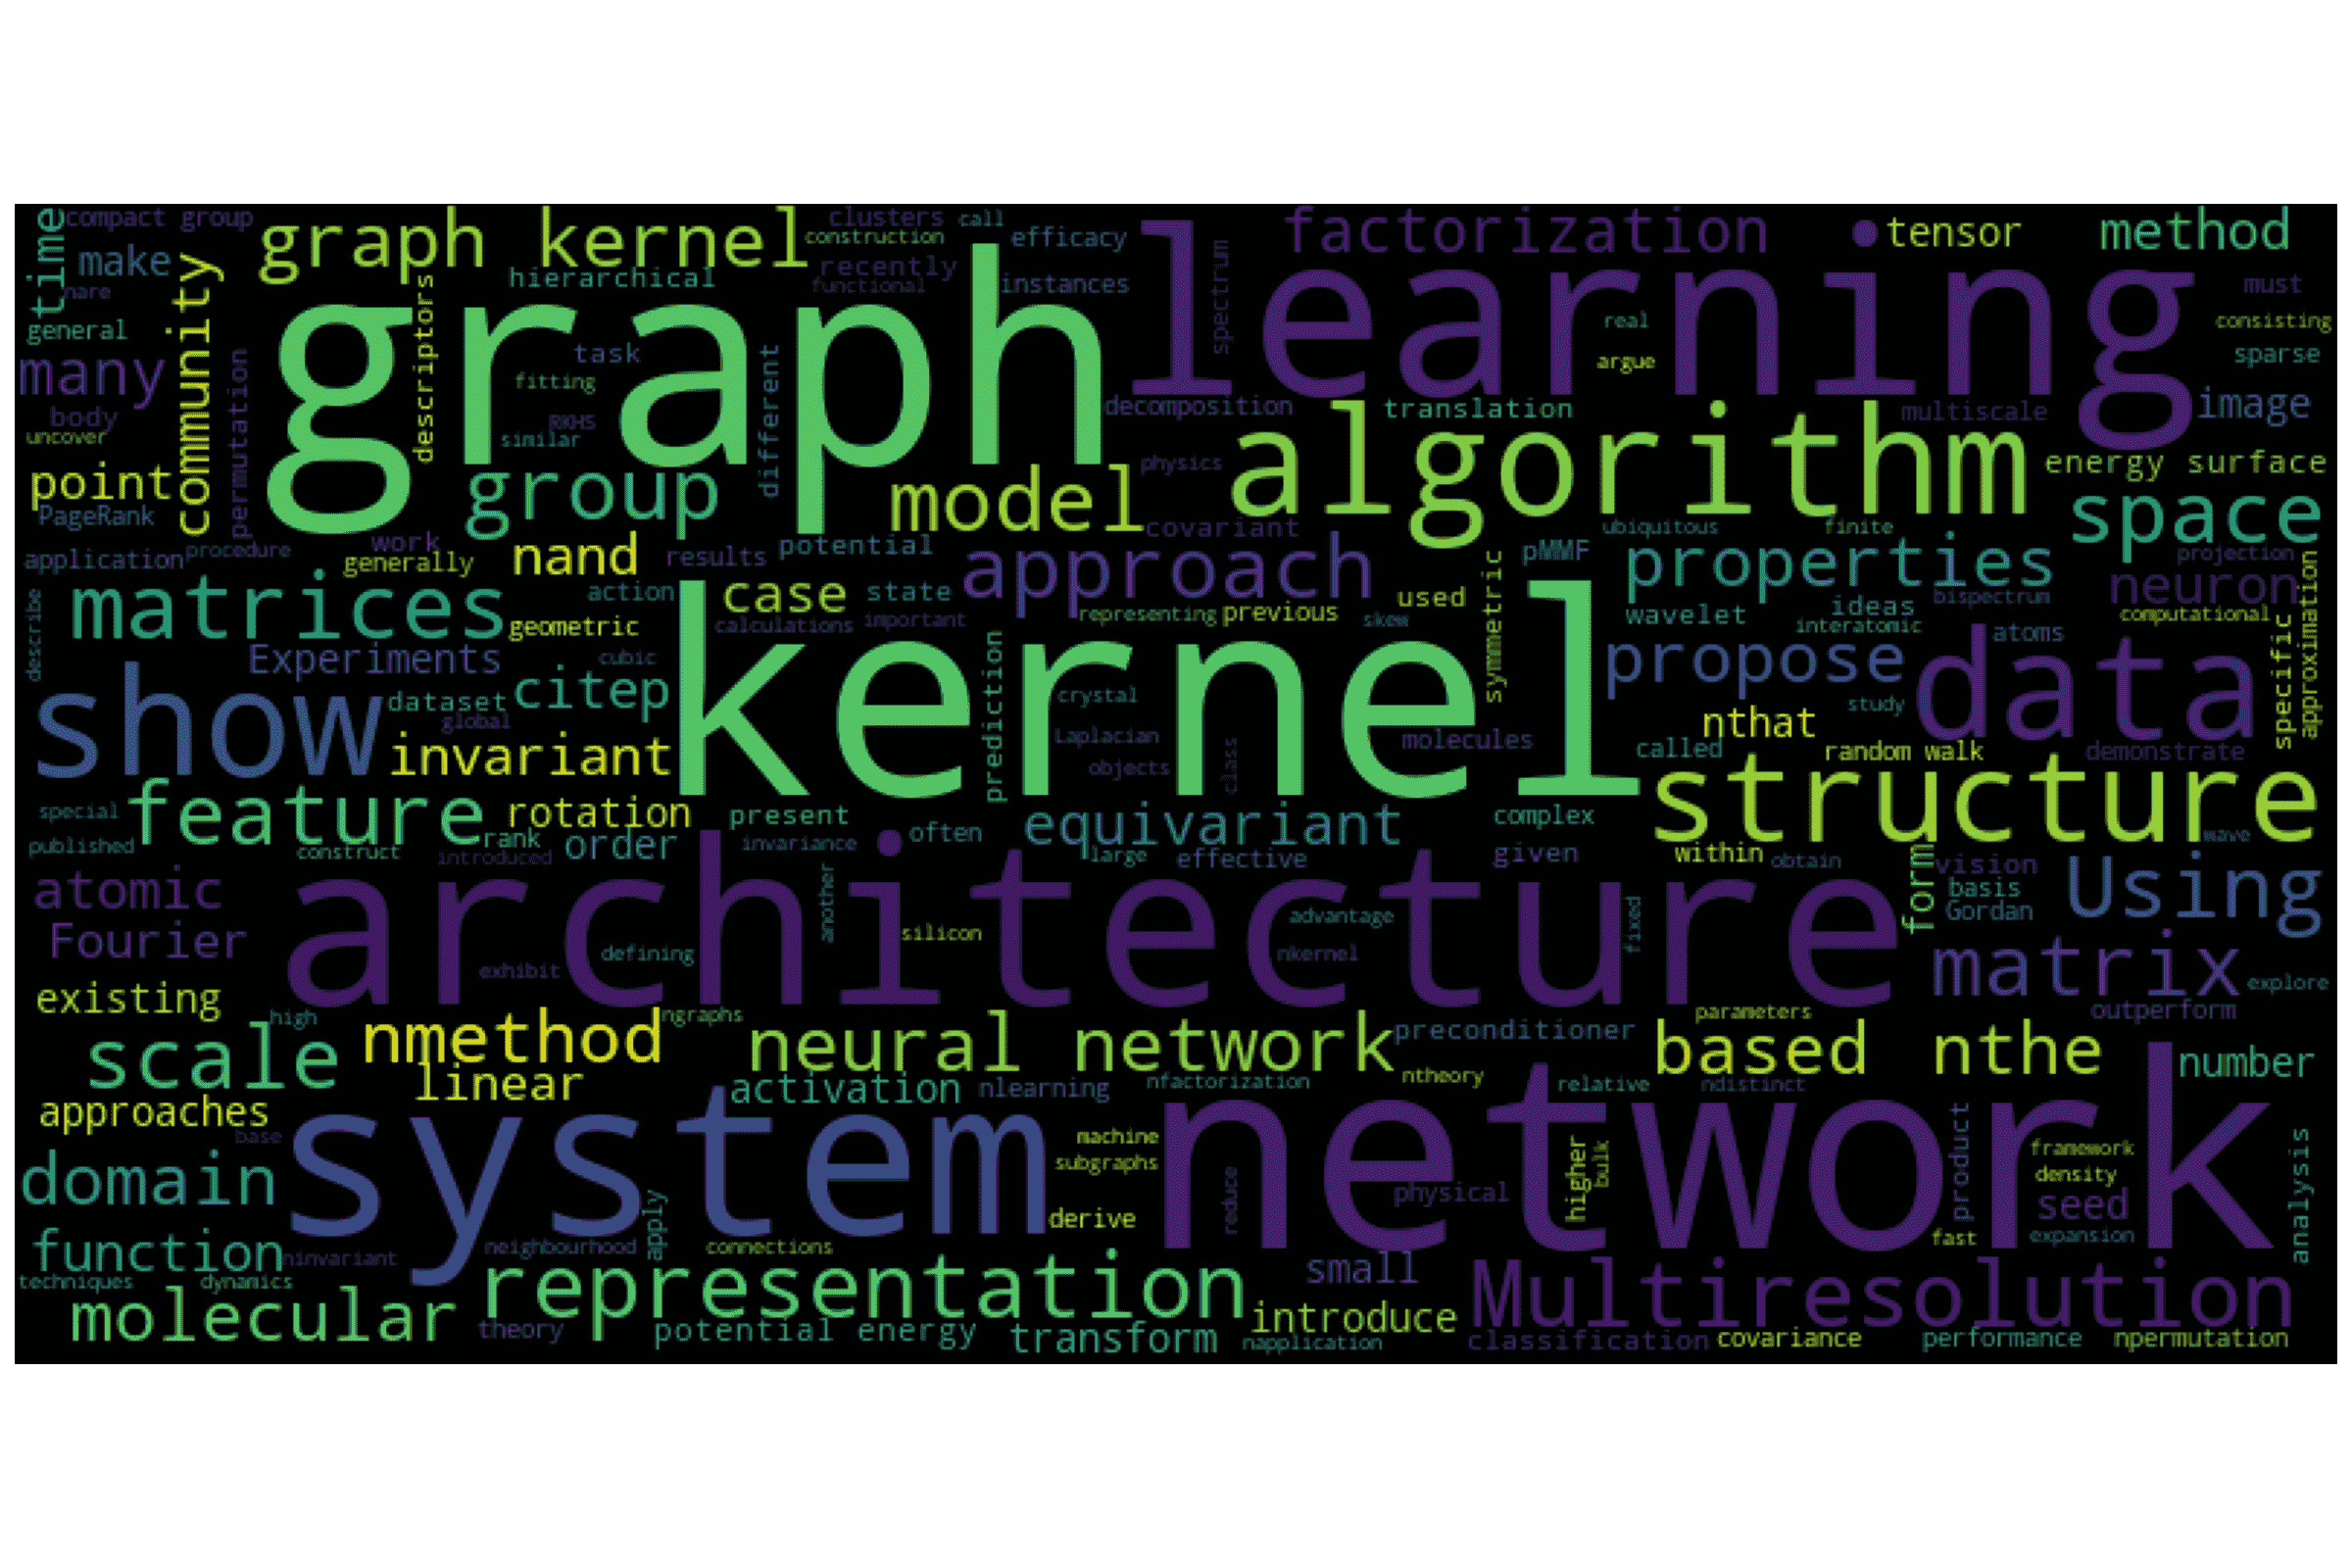 compact group
clusters
call
learning
factorization
tensor
method
time
make
graph kernel
construction
efficacy
recently
hierarchical
functional
instances
spectrum
must
nare
general
community
descriptors
graph
real
consisting
argue
sparse
many
task
fitting
different
body
uncover
permutation
RKHS
similar
decomposition
translation
multiscale
image
algorithm
point
PageRank
group
model
physics
energy surface
space
covariant
ubiquitous
finite
application
procedure
work
generally
nand
results
potential
approach
symmetric
pMMF
properties
projection
neuron
approximation
describe
matrices
action
case
state
calculations
important
representing
previous
used
skew
wavelet
ideas
interatomic
bispectrum
computational
geometric
Experiments
cubic
kernel
atoms
propose
data
specific
show
dataset
global
citep
prediction
crystal
Laplacian
objects
class
molecules
study
nthat
called
random walk
demonstrate
invariant
structure
special
feature
rotation
published
rank
construct
introduced
order
present
invariance
often
equivariant
large
effective
complex
given
within
obtain
wave
form
vision
basis
Gordan
Using
atomic
Fourier
architecture
another
silicon
defining
exhibit
advantage
nkernel
fixed
matrix
existing
high
explore
ngraphs
parameters
outperform
scale
nmethod
neural network
preconditioner
based
nthe
number
linear
activation
nlearning
nfactorization
ntheory
relative
ndistinct
approaches
base
system
machine
subgraphs
network
domain
reduce
physical
higher
bulk
product
framework
density
seed
analysis
derive
apply
function
ninvariant
neighbourhood
connections
fast
expansion
techniques
dynamics
representation
small
Multiresolution
molecular
theory
potential energy
transform
introduce
napplication
classification
covariance
performance
npermutation